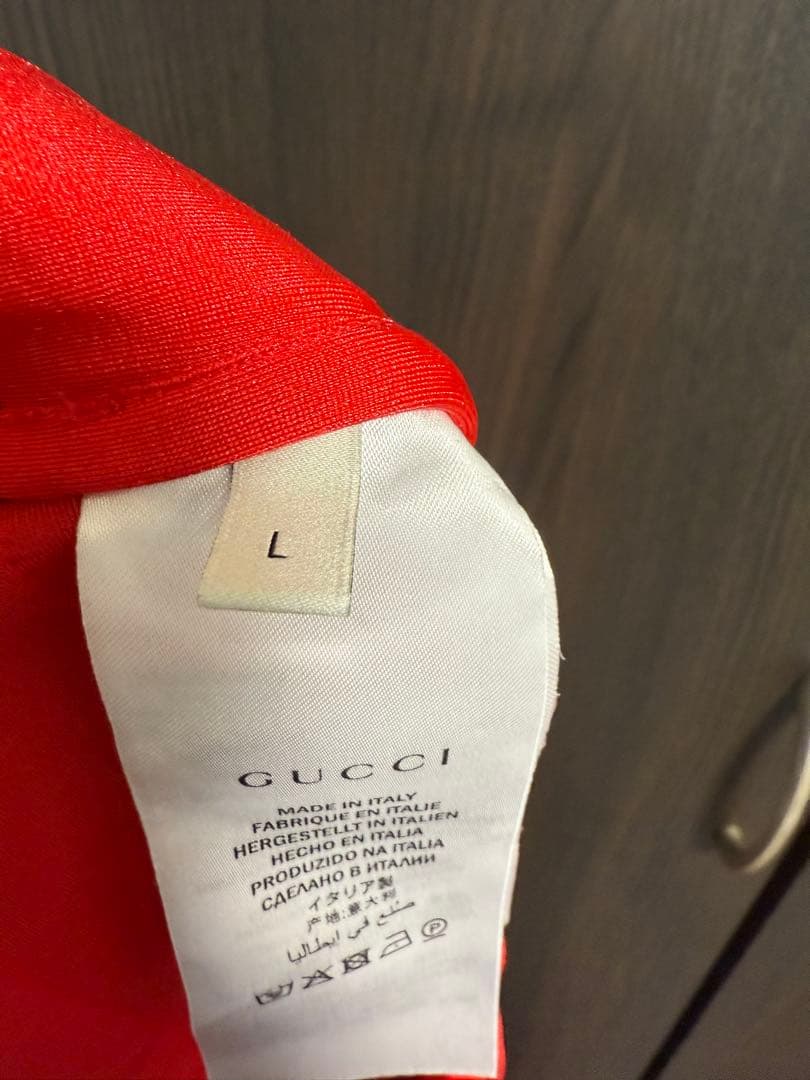 L
GUCCI
MADE IN ITALY
FABRIQUE EN ITALIE
HERGESTELLT IN ITALIEN
HECHO EN ITALIA
PRODUZIDO NA ITALIA
СДЕЛАНО В ИТАЛИИ
イタリア製
产地:意大利
صنع في إيطاليا
P